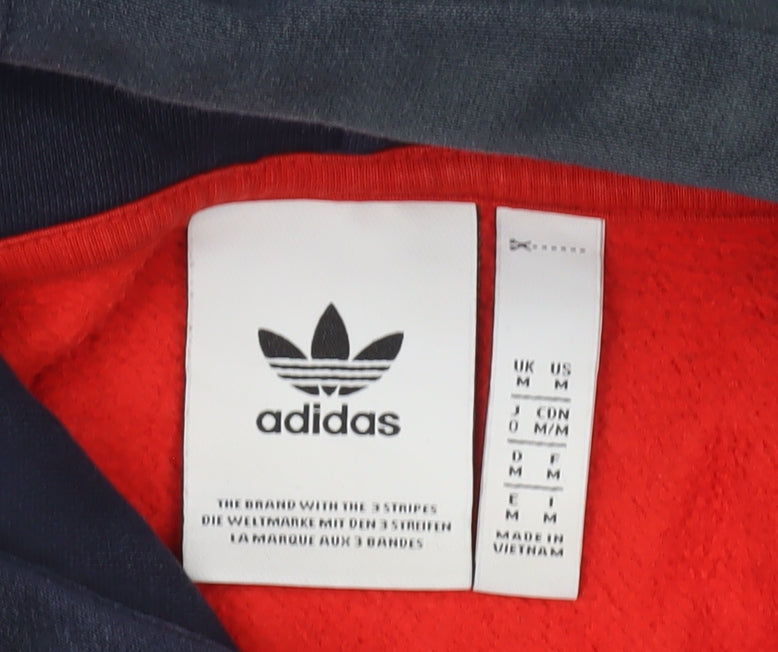 adidas
THE BRAND WITH THE 3 STRIPES
DIE WELTMARKE MIT DEN 3 STREIFEN
LA MARQUE AUX 3 BANDES
UK US
M M
J CDN
O M/M
D F
M M
E I
M M
MADE IN
VIETNAM